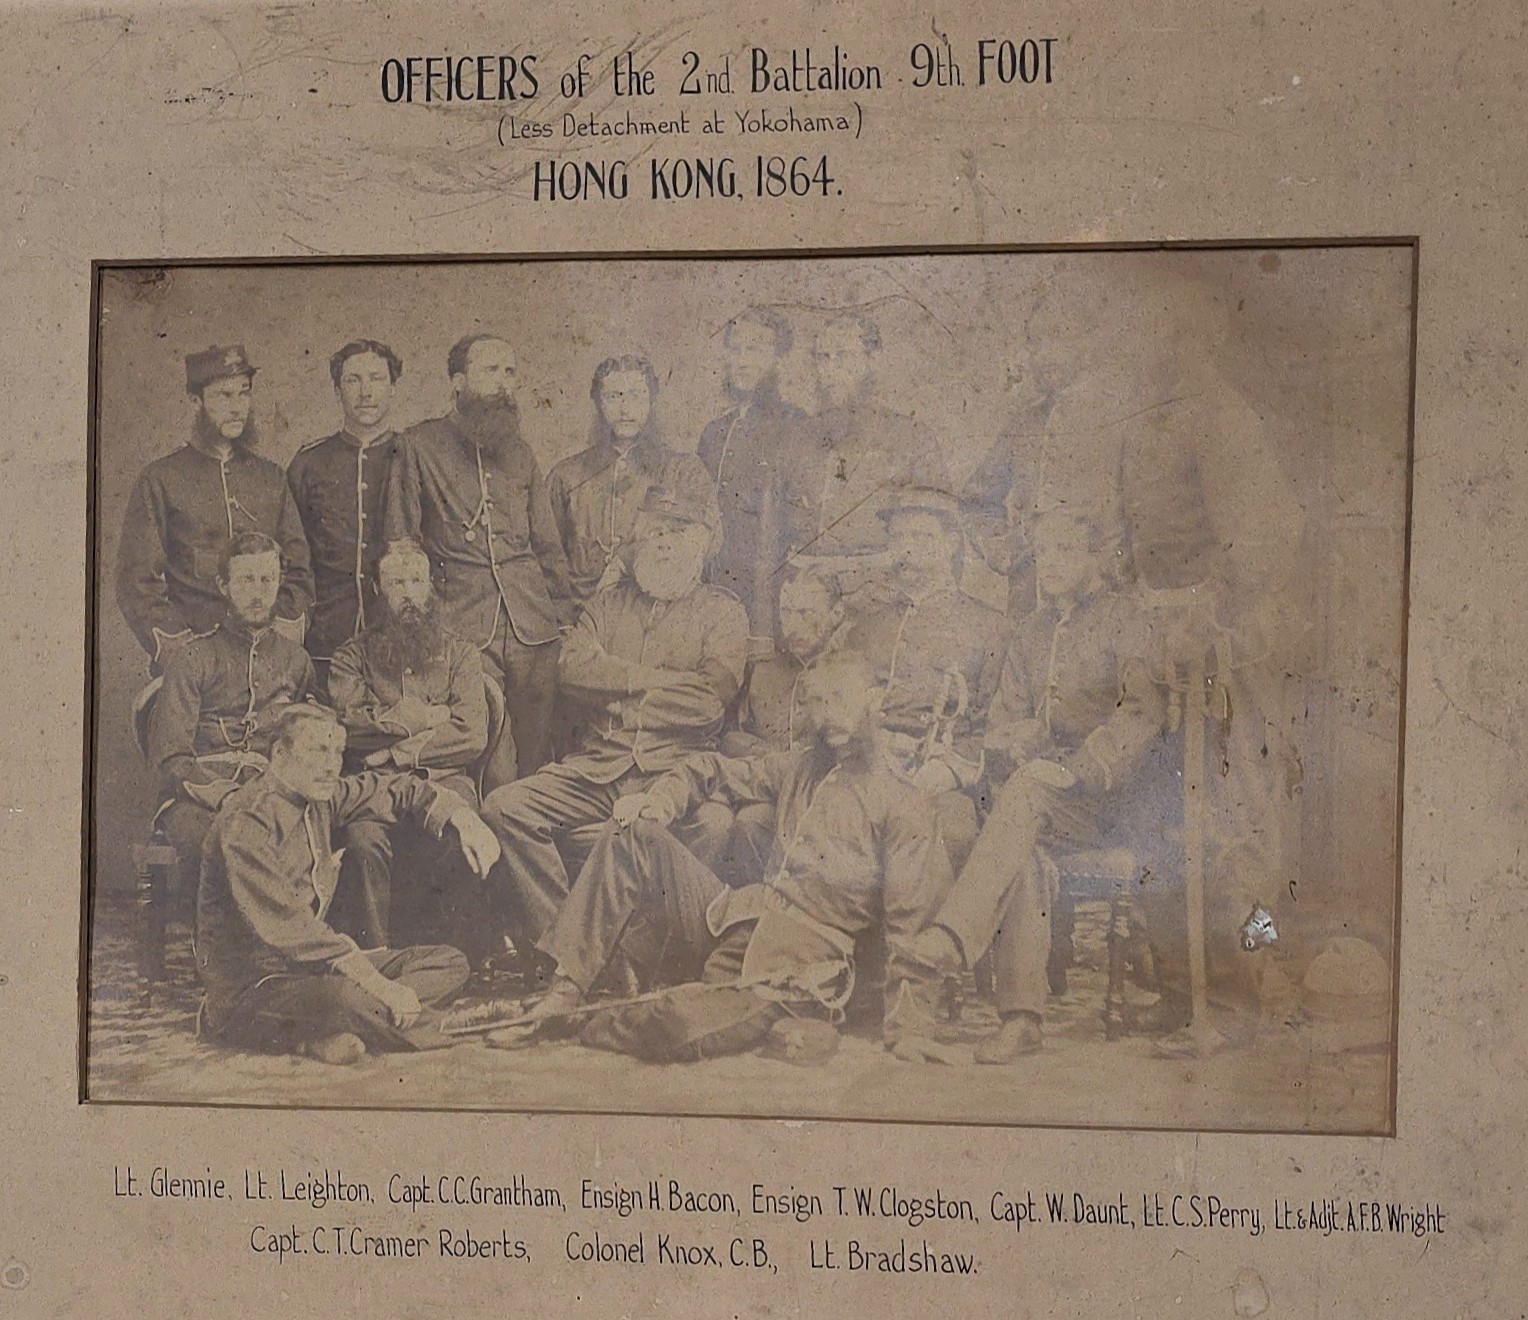 OFFICERS of the 2nd. Battalion 9th. FOOT
(Less Detachment at Yokohama)
HONG KONG, 1864.
Lt. Glennie, Lt. Leighton, Capt. C.C.Grantham, Ensign H. Bacon, Ensign T.W.Clogston, Capt. W. Daunt, Lt. C.S.Perry, Lt.&Adjt. A.F.B. Wright
Capt. C.T.Cramer Roberts, Colonel Knox, C.B., Lt. Bradshaw.